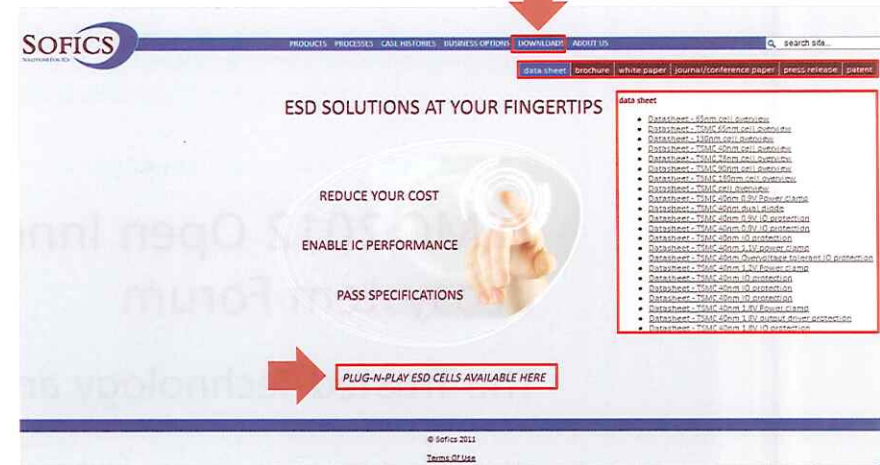 SOFICS
SOLUTIONS FOR ICS
PRODUCTS PROCESSES CASE HISTORIES BUSINESS OPTIONS DOWNLOADS ABOUT US
search site...
data sheet brochure white paper journal/conference paper press release patent
ESD SOLUTIONS AT YOUR FINGERTIPS
REDUCE YOUR COST
ENABLE IC PERFORMANCE
PASS SPECIFICATIONS
PLUG-N-PLAY ESD CELLS AVAILABLE HERE
data sheet
Datasheet - 65nm cell overview
Datasheet - TSMC 65nm cell overview
Datasheet - 130nm cell overview
Datasheet - TSMC 40nm cell overview
Datasheet - TSMC 28nm cell overview
Datasheet - TSMC 90nm cell overview
Datasheet - TSMC 180nm cell overview
Datasheet - TSMC cell overview
Datasheet - TSMC 40nm 0.9V Power clamp
Datasheet - TSMC 40nm dual diode
Datasheet - TSMC 40nm 0.9V IO protection
Datasheet - TSMC 40nm 0.9V IO protection
Datasheet - TSMC 40nm IO protection
Datasheet - TSMC 40nm 1.1V power clamp
Datasheet - TSMC 40nm Overvoltage tolerant IO protection
Datasheet - TSMC 40nm 1.2V Power clamp
Datasheet - TSMC 40nm IO protection
Datasheet - TSMC 40nm IO protection
Datasheet - TSMC 40nm IO protection
Datasheet - TSMC 40nm 1.8V Power clamp
Datasheet - TSMC 40nm 1.8V output driver protection
Datasheet - TSMC 40nm 1.8V IO protection
© Sofics 2011
Terms Of Use